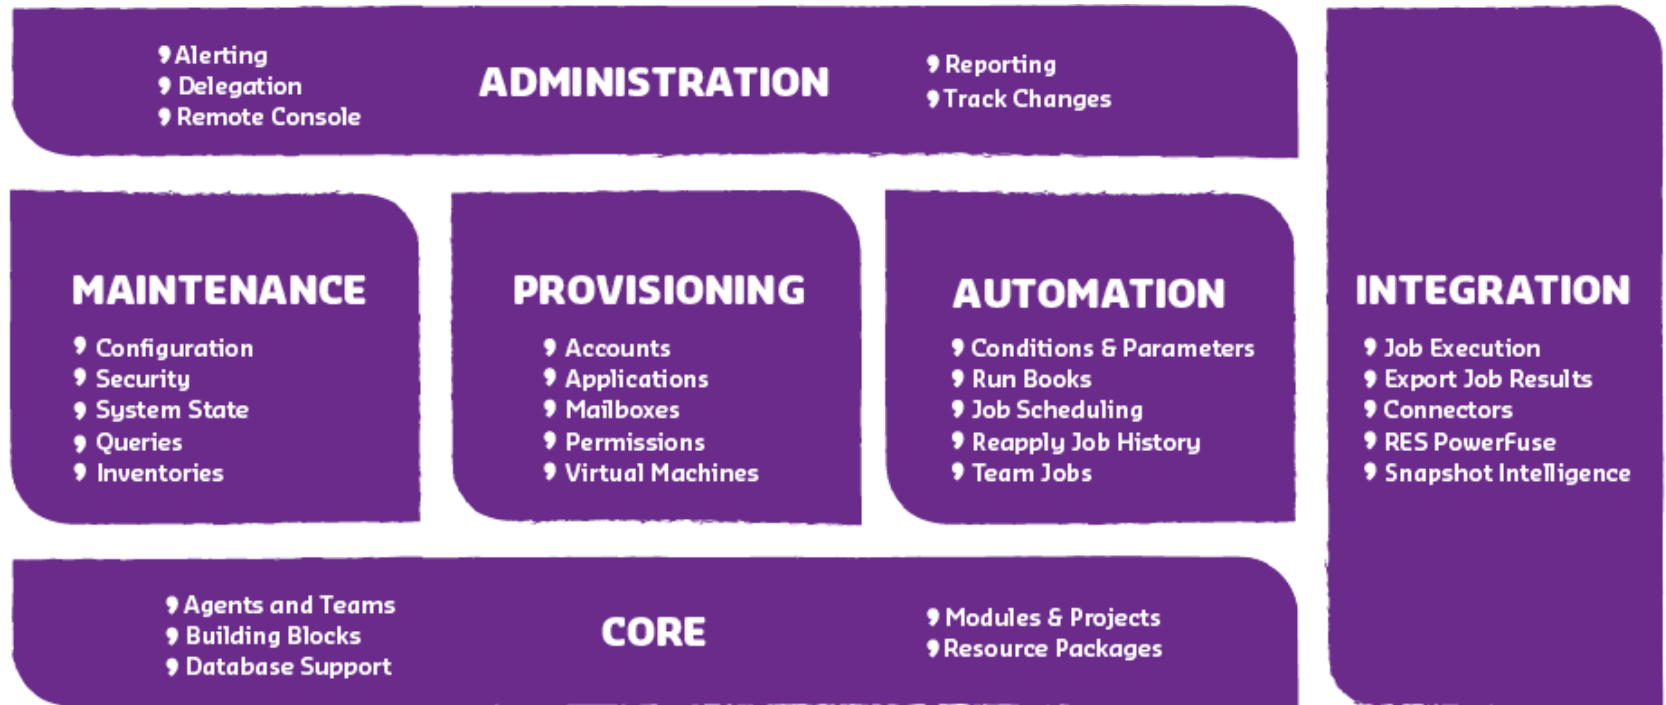 Alerting
Delegation
Remote Console
ADMINISTRATION
Reporting
Track Changes
MAINTENANCE
Configuration
Security
System State
Queries
Inventories
PROVISIONING
Accounts
Applications
Mailboxes
Permissions
Virtual Machines
AUTOMATION
Conditions & Parameters
Run Books
Job Scheduling
Reapply Job History
Team Jobs
INTEGRATION
Job Execution
Export Job Results
Connectors
RES PowerFuse
Snapshot Intelligence
Agents and Teams
Building Blocks
Database Support
CORE
Modules & Projects
Resource Packages